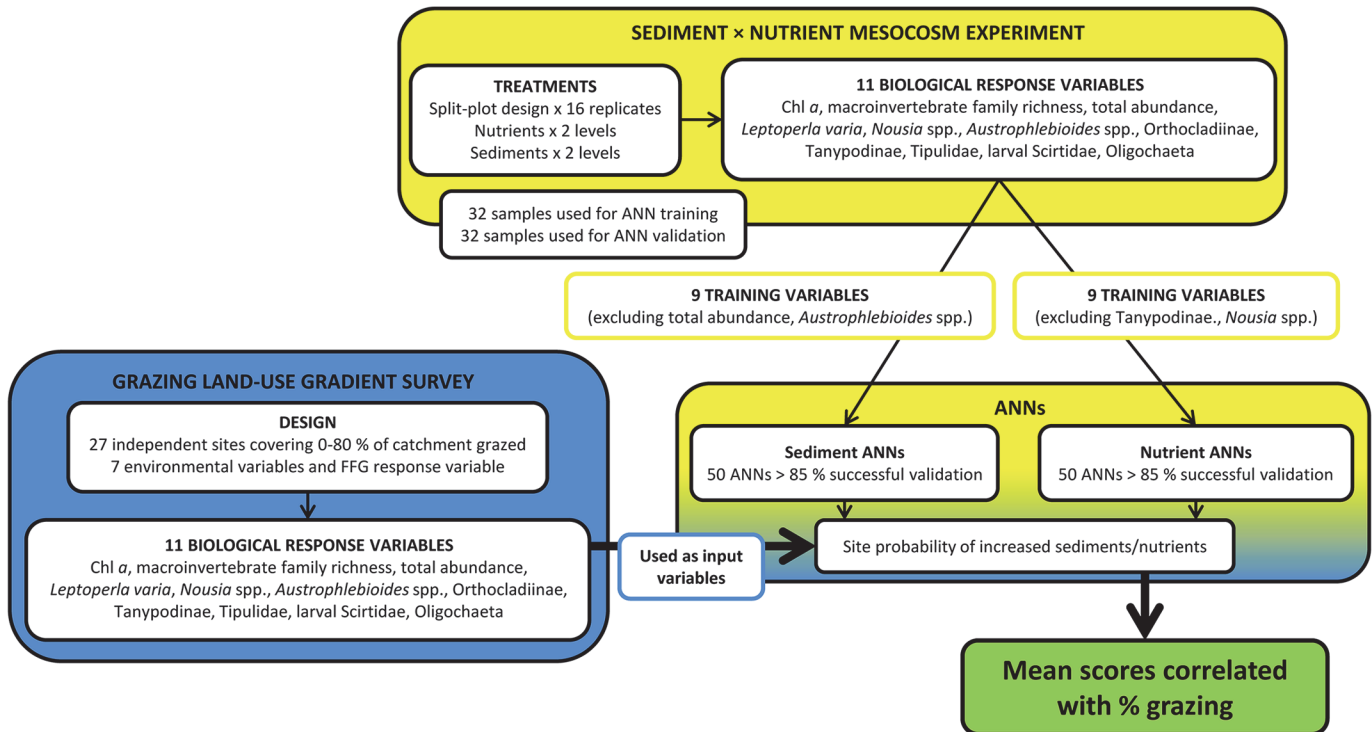 SEDIMENT × NUTRIENT MESOCOSM EXPERIMENT
TREATMENTS
Split-plot design x 16 replicates
Nutrients x 2 levels
Sediments x 2 levels
11 BIOLOGICAL RESPONSE VARIABLES
Chl a, macroinvertebrate family richness, total abundance,
Leptoperla varia, Nousia spp., Austrophlebioides spp., Orthocladiinae,
Tanypodinae, Tipulidae, larval Scirtidae, Oligochaeta
32 samples used for ANN training
32 samples used for ANN validation
9 TRAINING VARIABLES
(excluding total abundance, Austrophlebioides spp.)
9 TRAINING VARIABLES
(excluding Tanypodinae., Nousia spp.)
GRAZING LAND-USE GRADIENT SURVEY
DESIGN
27 independent sites covering 0-80 % of catchment grazed
7 environmental variables and FFG response variable
11 BIOLOGICAL RESPONSE VARIABLES
Chl a, macroinvertebrate family richness, total abundance,
Leptoperla varia, Nousia spp., Austrophlebioides spp., Orthocladiinae,
Tanypodinae, Tipulidae, larval Scirtidae, Oligochaeta
Used as input
variables
ANNs
Sediment ANNs
50 ANNs > 85 % successful validation
Nutrient ANNs
50 ANNs > 85 % successful validation
Site probability of increased sediments/nutrients
Mean scores correlated
with % grazing